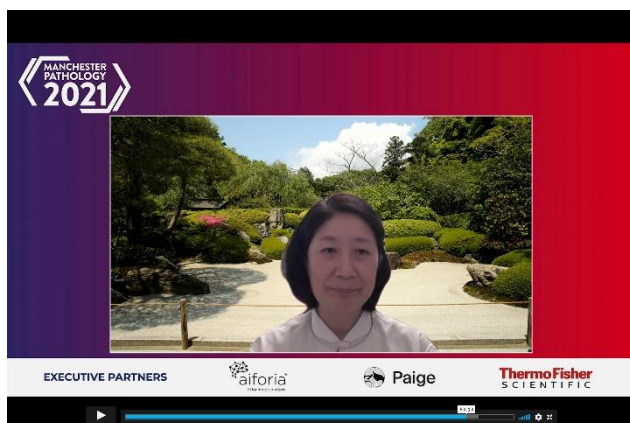 MANCHESTER
PATHOLOGY
2021
EXECUTIVE PARTNERS
aiforia
Paige
ThermoFisher
SCIENTIFIC